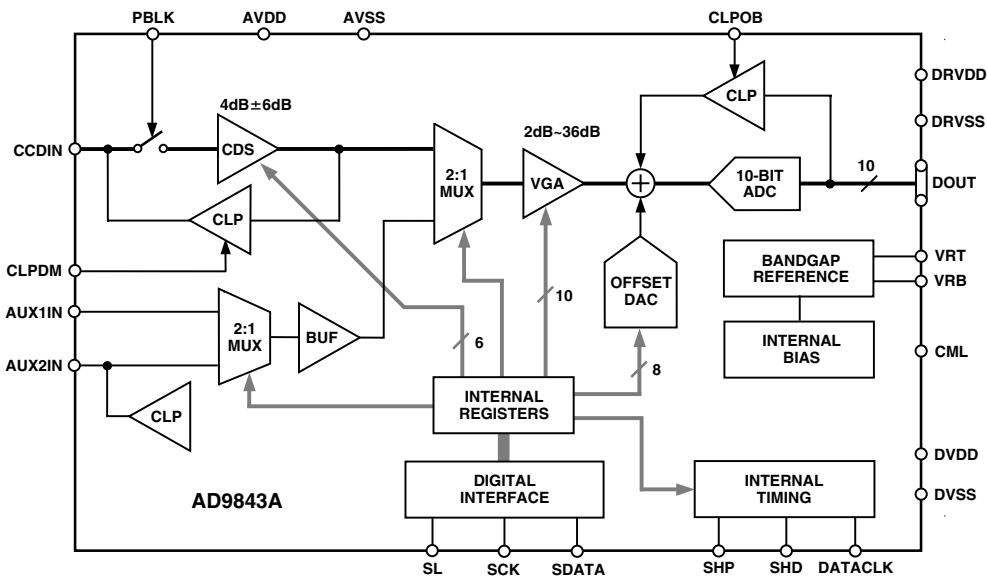 PBLK
AVDD
AVSS
CLPOB
DRVDD
4dB±6dB
CLP
2dB~36dB
DRVSS
CCDIN
CDS
2:1
MUX
VGA
10-BIT
ADC
10
DOUT
CLP
CLPDM
OFFSET
DAC
BANDGAP
REFERENCE
VRT
VRB
10
AUX1IN
2:1
MUX
BUF
6
INTERNAL
BIAS
CML
AUX2IN
8
CLP
INTERNAL
REGISTERS
DVDD
DIGITAL
INTERFACE
INTERNAL
TIMING
DVSS
AD9843A
SL
SCK
SDATA
SHP
SHD
DATACLK